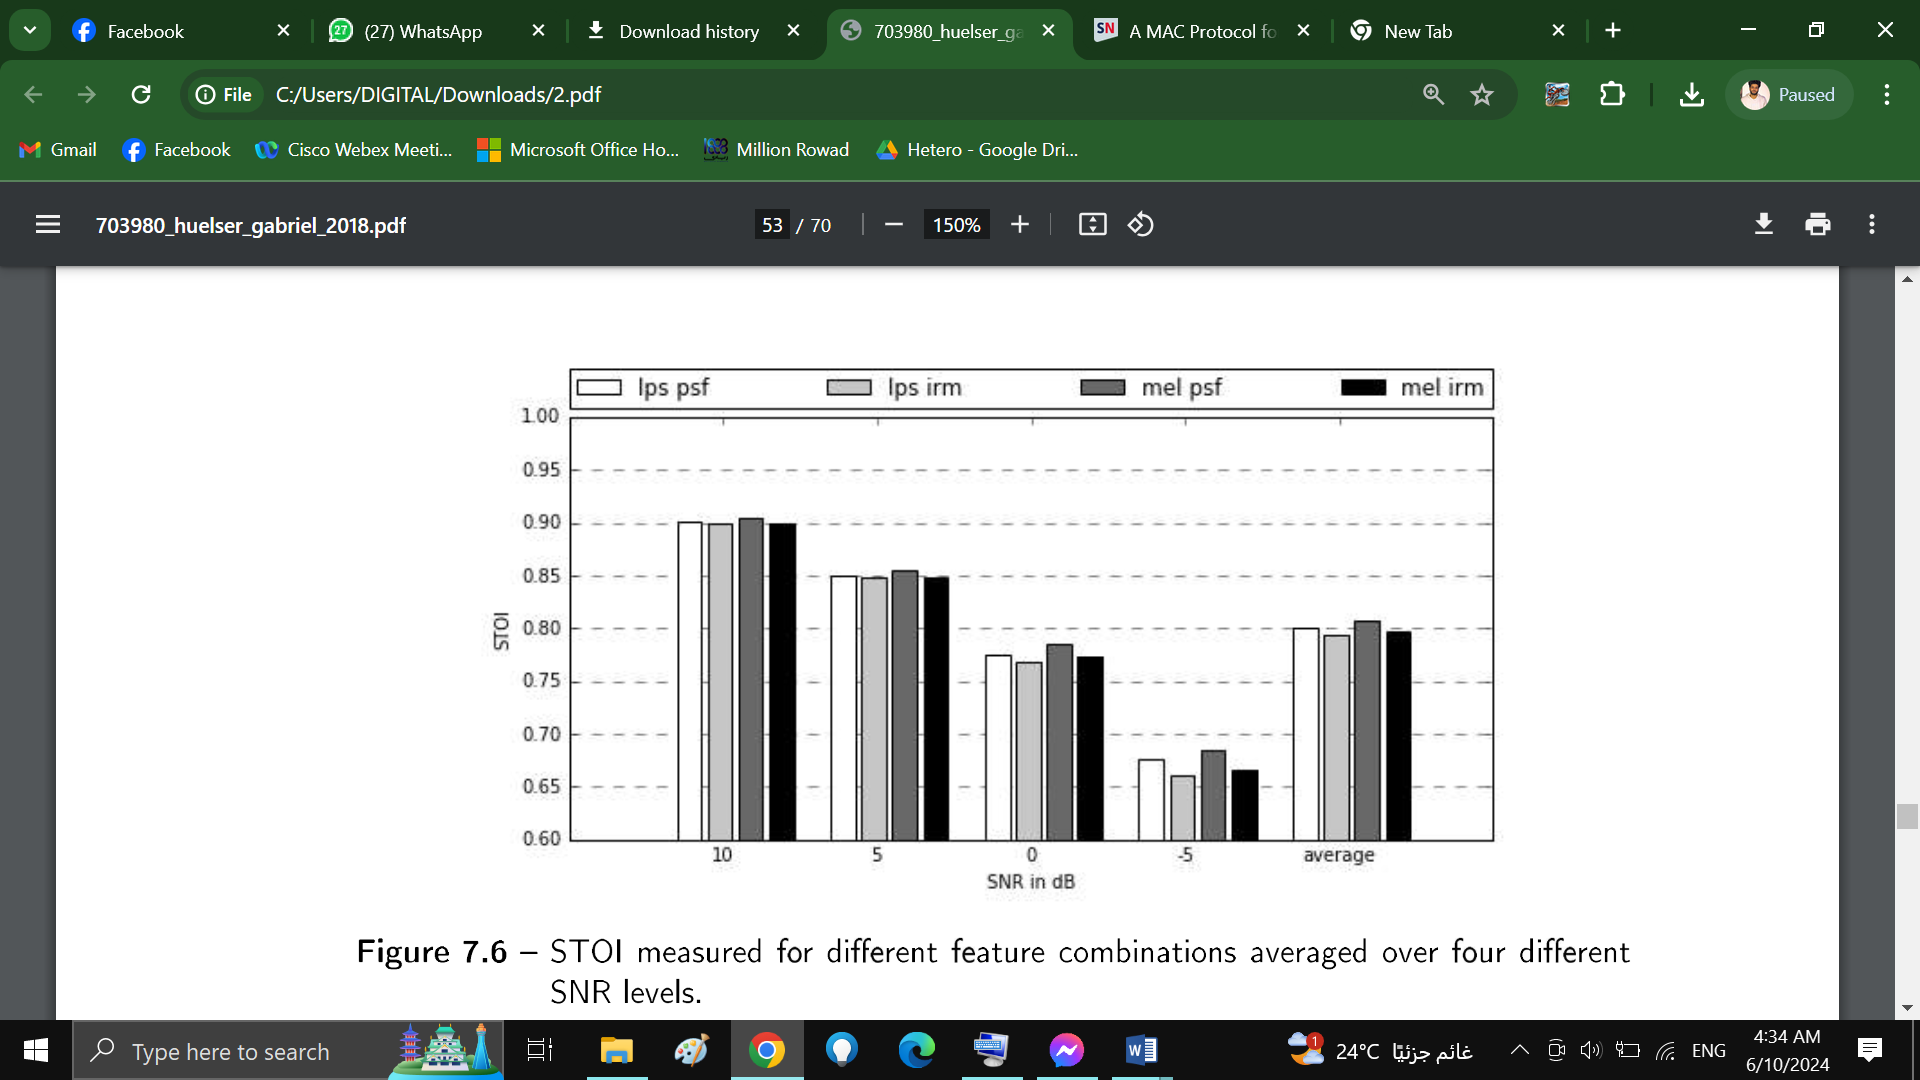 Facebook
(27) WhatsApp
Download history
703980_huelser_ga
A MAC Protocol fo
New Tab
File
C:/Users/DIGITAL/Downloads/2.pdf
Paused
Gmail
Facebook
Cisco Webex Meeti...
Microsoft Office Ho...
Million Rowad
Hetero - Google Dri...
703980_huelser_gabriel_2018.pdf
53 / 70
150%
lps psf
lps irm
mel psf
mel irm
1.00
0.95
0.90
0.85
0.80
0.75
0.70
0.65
0.60
STOI
10
5
0
-5
average
SNR in dB
Figure 7.6 – STOI measured for different feature combinations averaged over four different
SNR levels.
Type here to search
1
24°C غائم جزئيًا
ENG
4:34 AM
6/10/2024